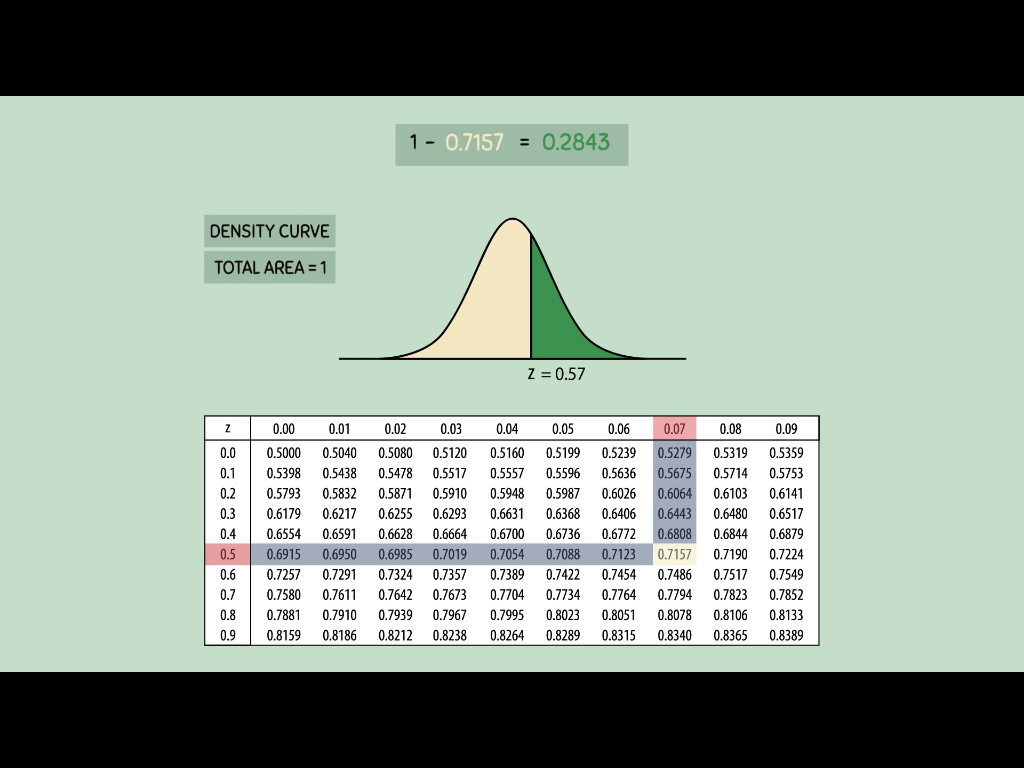 1 - 0.7157 = 0.2843
DENSITY CURVE
TOTAL AREA = 1
z = 0.57
z 0.00 0.01 0.02 0.03 0.04 0.05 0.06 0.07 0.08 0.09
0.0 0.5000 0.5040 0.5080 0.5120 0.5160 0.5199 0.5239 0.5279 0.5319 0.5359
0.1 0.5398 0.5438 0.5478 0.5517 0.5557 0.5596 0.5636 0.5675 0.5714 0.5753
0.2 0.5793 0.5832 0.5871 0.5910 0.5948 0.5987 0.6026 0.6064 0.6103 0.6141
0.3 0.6179 0.6217 0.6255 0.6293 0.6631 0.6368 0.6406 0.6443 0.6480 0.6517
0.4 0.6554 0.6591 0.6628 0.6664 0.6700 0.6736 0.6772 0.6808 0.6844 0.6879
0.5 0.6915 0.6950 0.6985 0.7019 0.7054 0.7088 0.7123 0.7157 0.7190 0.7224
0.6 0.7257 0.7291 0.7324 0.7357 0.7389 0.7422 0.7454 0.7486 0.7517 0.7549
0.7 0.7580 0.7611 0.7642 0.7673 0.7704 0.7734 0.7764 0.7794 0.7823 0.7852
0.8 0.7881 0.7910 0.7939 0.7967 0.7995 0.8023 0.8051 0.8078 0.8106 0.8133
0.9 0.8159 0.8186 0.8212 0.8238 0.8264 0.8289 0.8315 0.8340 0.8365 0.8389